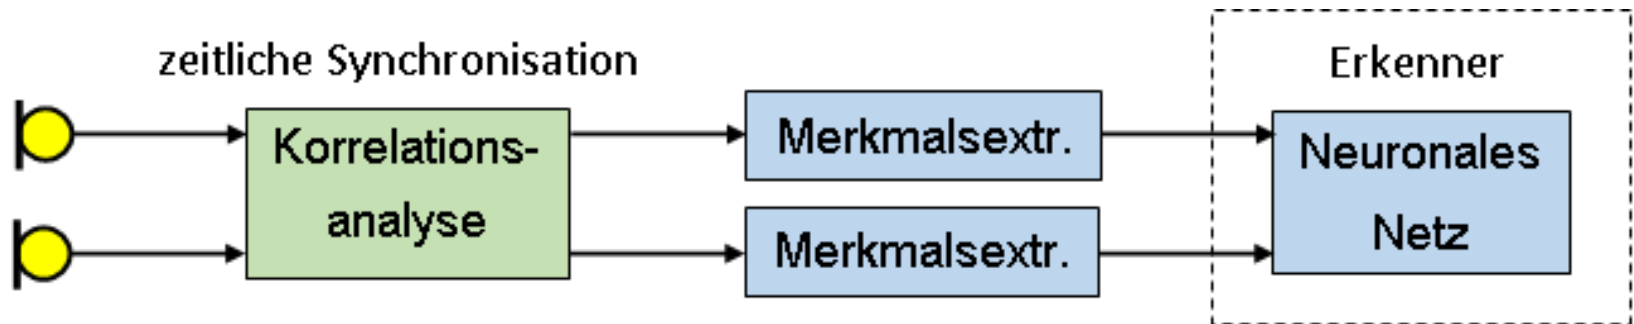 zeitliche Synchronisation
Korrelations-
analyse
Merkmalsextr.
Merkmalsextr.
Erkenner
Neuronales
Netz